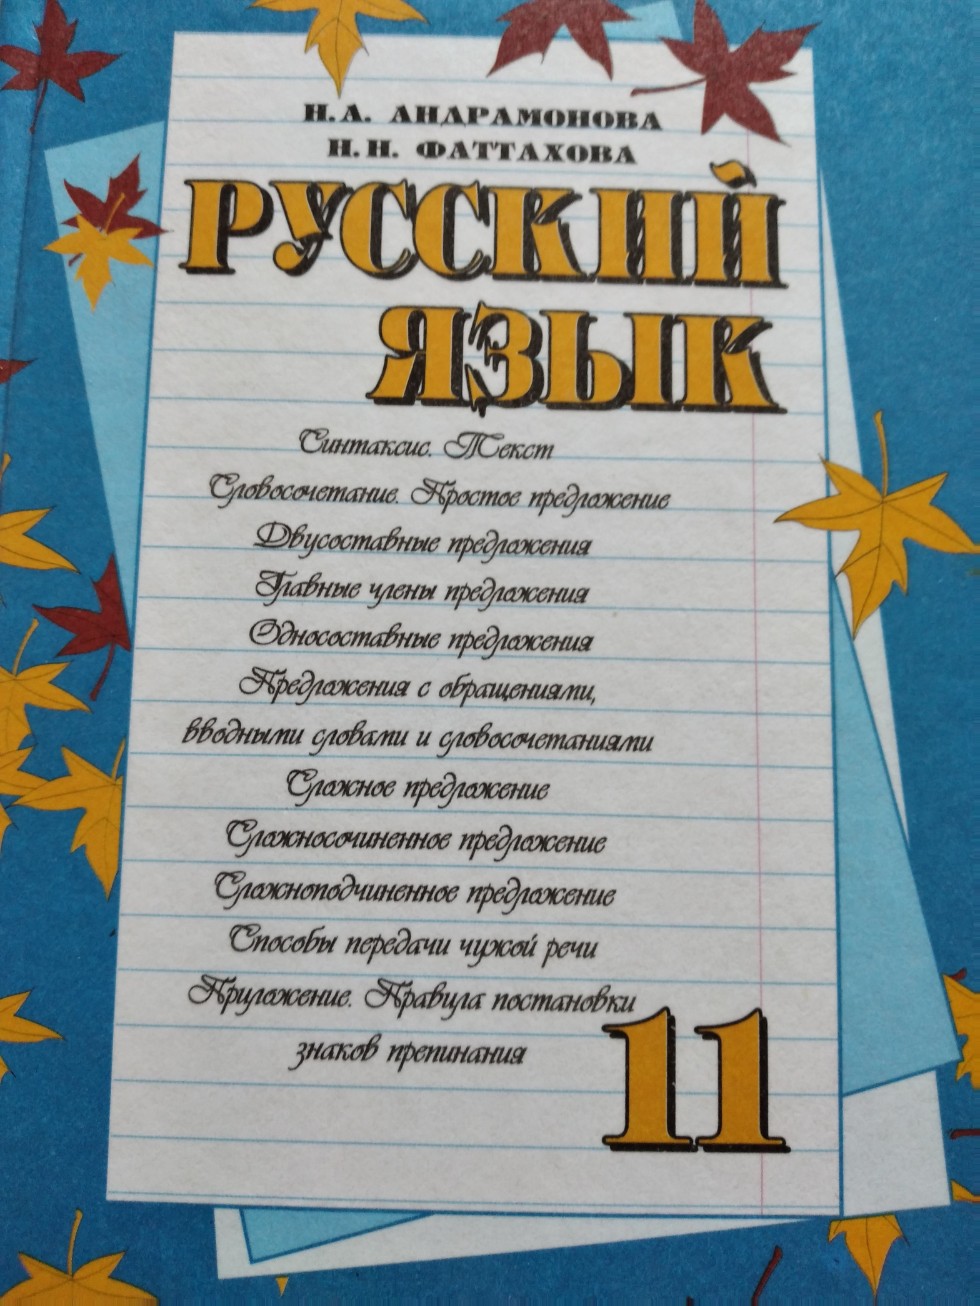 Н. А. АНДРАМОНОВА
Н. Н. ФАТТАХОВА
РУССКИЙ
ЯЗЫК
Синтаксис. Текст
Словосочетание. Простое предложение
Двусоставные предложения
Главные члены предложения
Односоставные предложения
Предложения с обращениями,
вводными словами и словосочетаниями
Сложное предложение
Сложносочиненное предложение
Сложноподчиненное предложение
Способы передачи чужой речи
Приложение. Правила постановки
знаков препинания
11